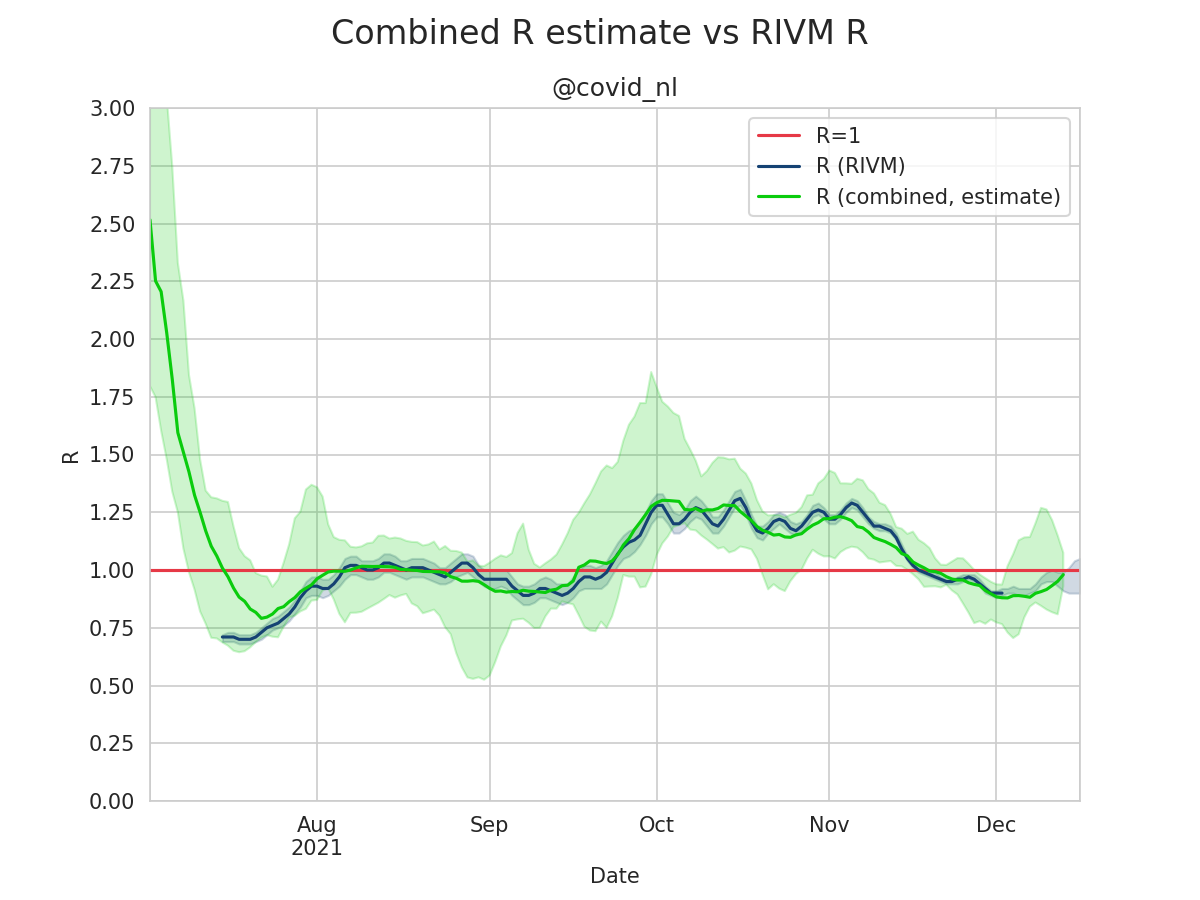 Combined R estimate vs RIVM R
@covid_nl
R=1
R (RIVM)
R (combined, estimate)
3.00
2.75
2.50
2.25
2.00
1.75
1.50
1.25
1.00
0.75
0.50
0.25
0.00
R
Aug
2021
Sep
Oct
Nov
Dec
Date